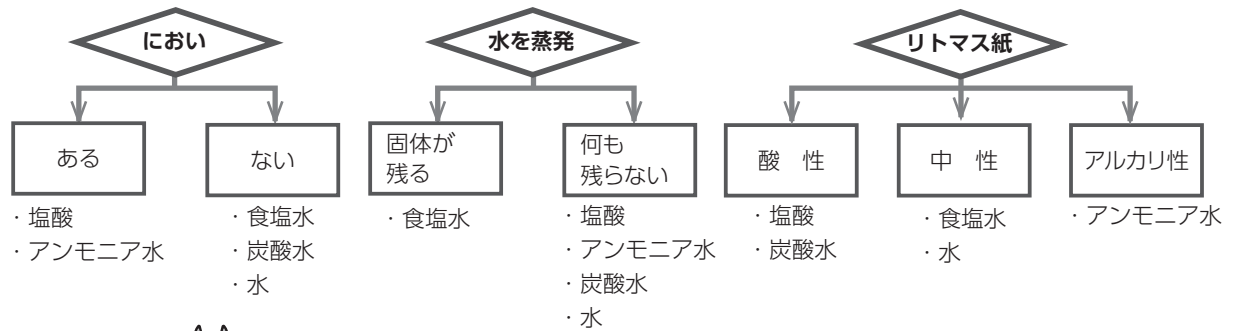 におい
ある
・塩酸
・アンモニア水
ない
・食塩水
・炭酸水
・水
水を蒸発
固体が
残る
・食塩水
何も
残らない
・塩酸
・アンモニア水
・炭酸水
・水
リトマス紙
酸 性
・塩酸
・炭酸水
中 性
・食塩水
・水
アルカリ性
・アンモニア水